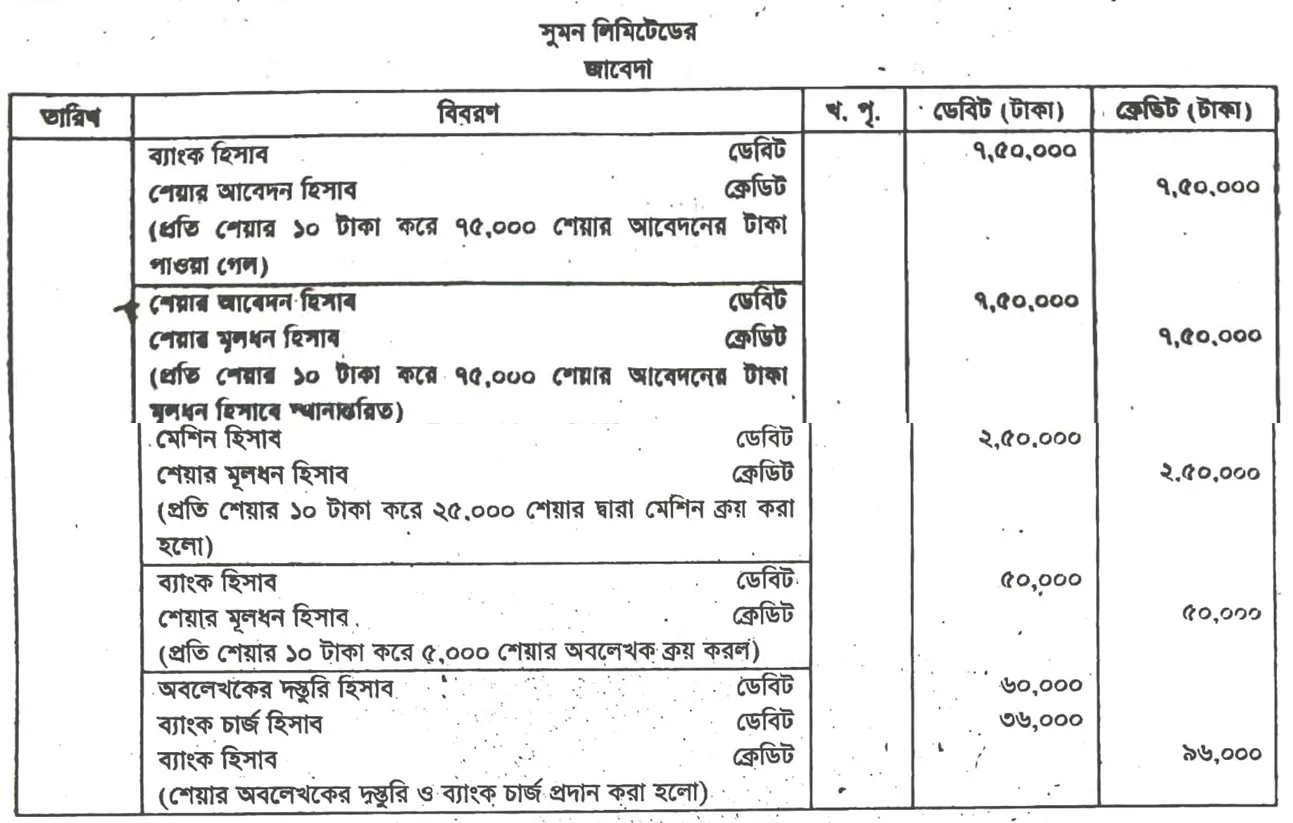 সুমন লিমিটেডের
জাবেদা
তারিখ বিবরণ খ. পৃ. ডেবিট (টাকা) ক্রেডিট (টাকা)
ব্যাংক হিসাব ডেবিট ৭,৫০,০০০
শেয়ার আবেদন হিসাব ক্রেডিট ৭,৫০,০০০
(প্রতি শেয়ার ১০ টাকা করে ৭৫,০০০ শেয়ার আবেদনের টাকা
পাওয়া গেল)
শেয়ার আবেদন হিসাব ডেবিট ৭,৫০,০০০
শেয়ার মূলধন হিসাব ক্রেডিট ৭,৫০,০০০
(প্রতি শেয়ার ১০ টাকা করে ৭৫,০০০ শেয়ার আবেদনের টাকা
মূলধন হিসাবে স্থানান্তরিত)
মেশিন হিসাব ডেবিট ২,৫০,০০০
শেয়ার মূলধন হিসাব ক্রেডিট ২.৫০,০০০
(প্রতি শেয়ার ১০ টাকা করে ২৫,০০০ শেয়ার দ্বারা মেশিন ক্রয় করা
হলো)
ব্যাংক হিসাব ডেবিট ৫০,০০০
শেয়ার মূলধন হিসাব ক্রেডিট ৫০,০০০
(প্রতি শেয়ার ১০ টাকা করে ৫,০০০ শেয়ার অবলেখক ক্রয় করল)
অবলেখকের দস্তুরি হিসাব ডেবিট ৬০,০০০
ব্যাংক চার্জ হিসাব ডেবিট ৩৬,০০০
ব্যাংক হিসাব ক্রেডিট ৯৬,০০০
(শেয়ার অবলেখকের দস্তুরি ও ব্যাংক চার্জ প্রদান করা হলো)